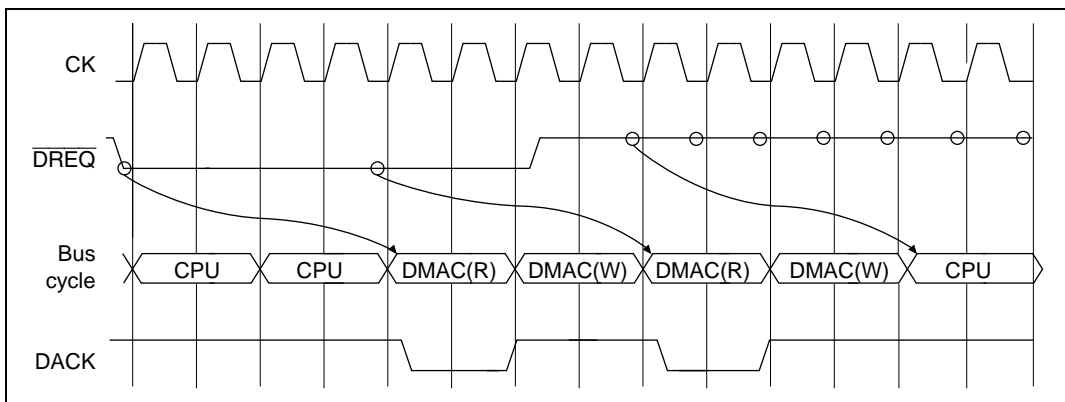 CK
DREQ
Bus
cycle
CPU CPU DMAC(R) DMAC(W) DMAC(R) DMAC(W) CPU
DACK